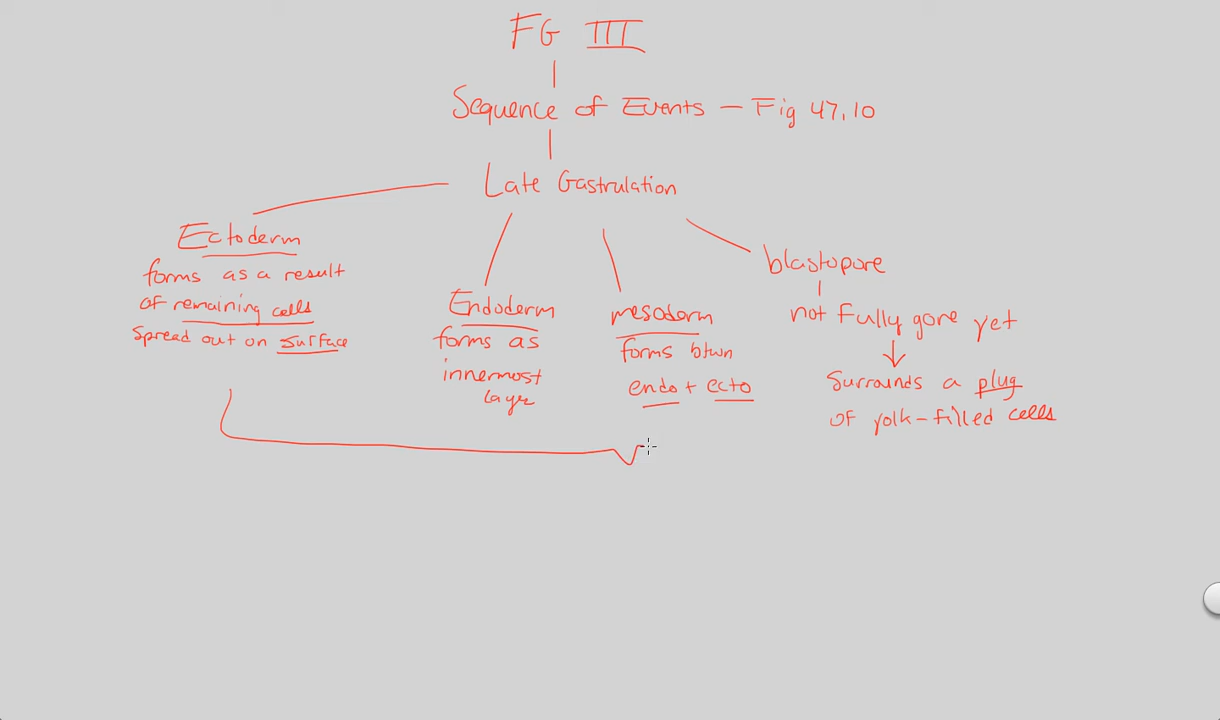 FG III
Sequence of Events - Fig 47.10
Late Gastrulation
Ectoderm
forms as a result
of remaining cells
spread out on surface
Endoderm
forms as
innermost
layer
mesoderm
forms btwn
endo + ecto
blastopore
not fully gone yet
surrounds a plug
of yolk-filled cells